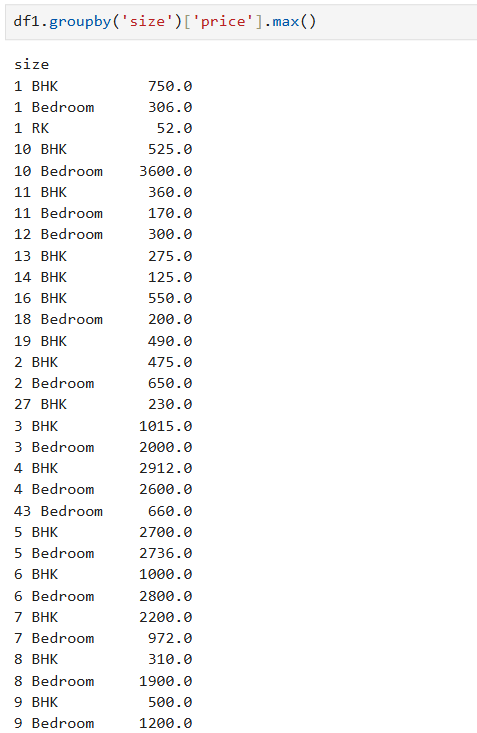 df1.groupby('size')['price'].max()
size
1 BHK 750.0
1 Bedroom 306.0
1 RK 52.0
10 BHK 525.0
10 Bedroom 3600.0
11 BHK 360.0
11 Bedroom 170.0
12 Bedroom 300.0
13 BHK 275.0
14 BHK 125.0
16 BHK 550.0
18 Bedroom 200.0
19 BHK 490.0
2 BHK 475.0
2 Bedroom 650.0
27 BHK 230.0
3 BHK 1015.0
3 Bedroom 2000.0
4 BHK 2912.0
4 Bedroom 2600.0
43 Bedroom 660.0
5 BHK 2700.0
5 Bedroom 2736.0
6 BHK 1000.0
6 Bedroom 2800.0
7 BHK 2200.0
7 Bedroom 972.0
8 BHK 310.0
8 Bedroom 1900.0
9 BHK 500.0
9 Bedroom 1200.0